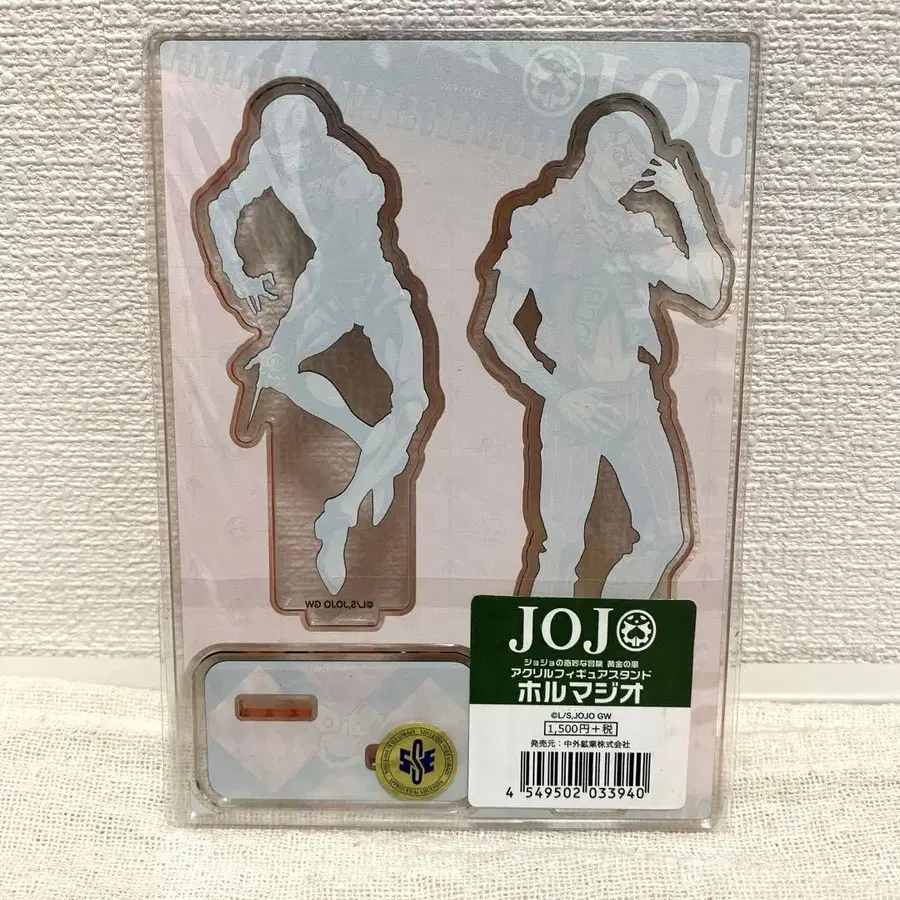 JOJO
©L/S,JOJO GW
JOJO
ジョジョの奇妙な冒険 黄金の風
アクリルフィギュアスタンド
ホルマジオ
©L/S,JOJO GW
1,500円+税
発売元：中外鉱業株式会社
4 549502 033940
SSE